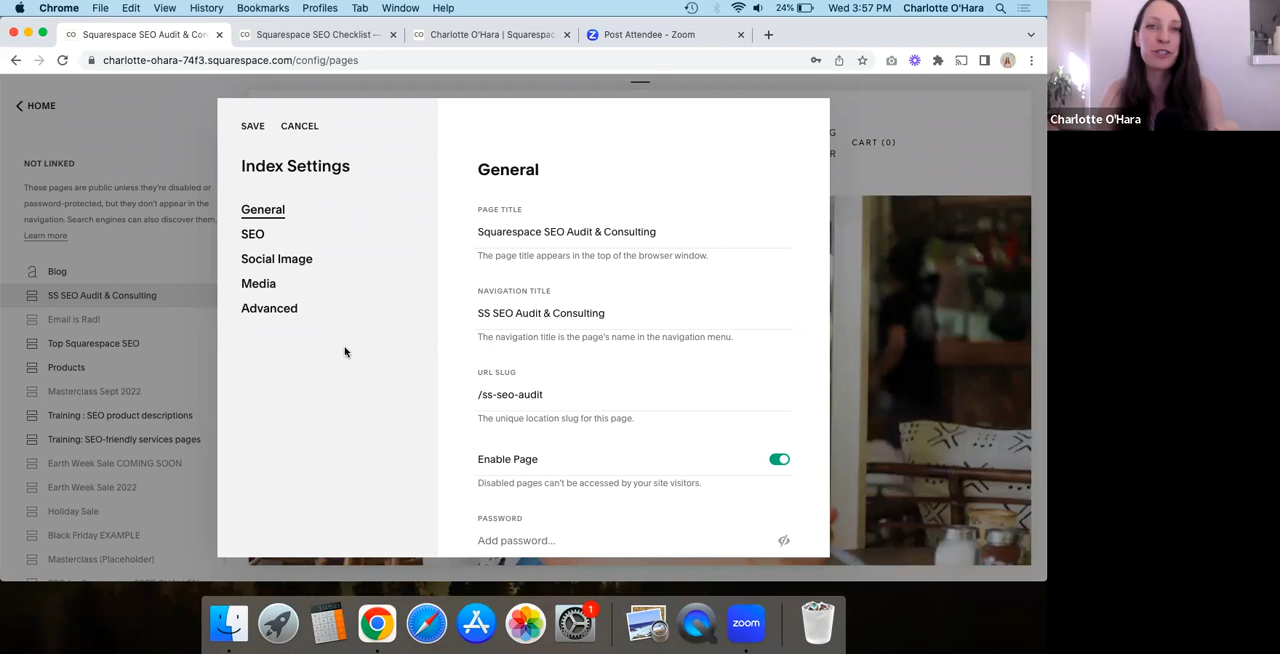 Chrome File Edit View History Bookmarks Profiles Tab Window Help 24% Wed 3:57 PM Charlotte O'Hara
CO Squarespace SEO Audit & Con CO Squarespace SEO Checklist — CO Charlotte O'Hara | Squarespac Post Attendee - Zoom
charlotte-ohara-74f3.squarespace.com/config/pages
Charlotte O'Hara
HOME
NOT LINKED
These pages are public unless they're disabled or
password-protected, but they don't appear in the
navigation. Search engines can also discover them.
Learn more
Blog
SS SEO Audit & Consulting
Email is Rad!
Top Squarespace SEO
Products
Masterclass Sept 2022
Training : SEO product descriptions
Training: SEO-friendly services pages
Earth Week Sale COMING SOON
Earth Week Sale 2022
Holiday Sale
Black Friday EXAMPLE
Masterclass (Placeholder)
SAVE CANCEL
Index Settings
General
SEO
Social Image
Media
Advanced
General
PAGE TITLE
Squarespace SEO Audit & Consulting
The page title appears in the top of the browser window.
NAVIGATION TITLE
SS SEO Audit & Consulting
The navigation title is the page's name in the navigation menu.
URL SLUG
/ss-seo-audit
The unique location slug for this page.
Enable Page
Disabled pages can't be accessed by your site visitors.
PASSWORD
Add password...
G
R
CART (0)
1
zoom